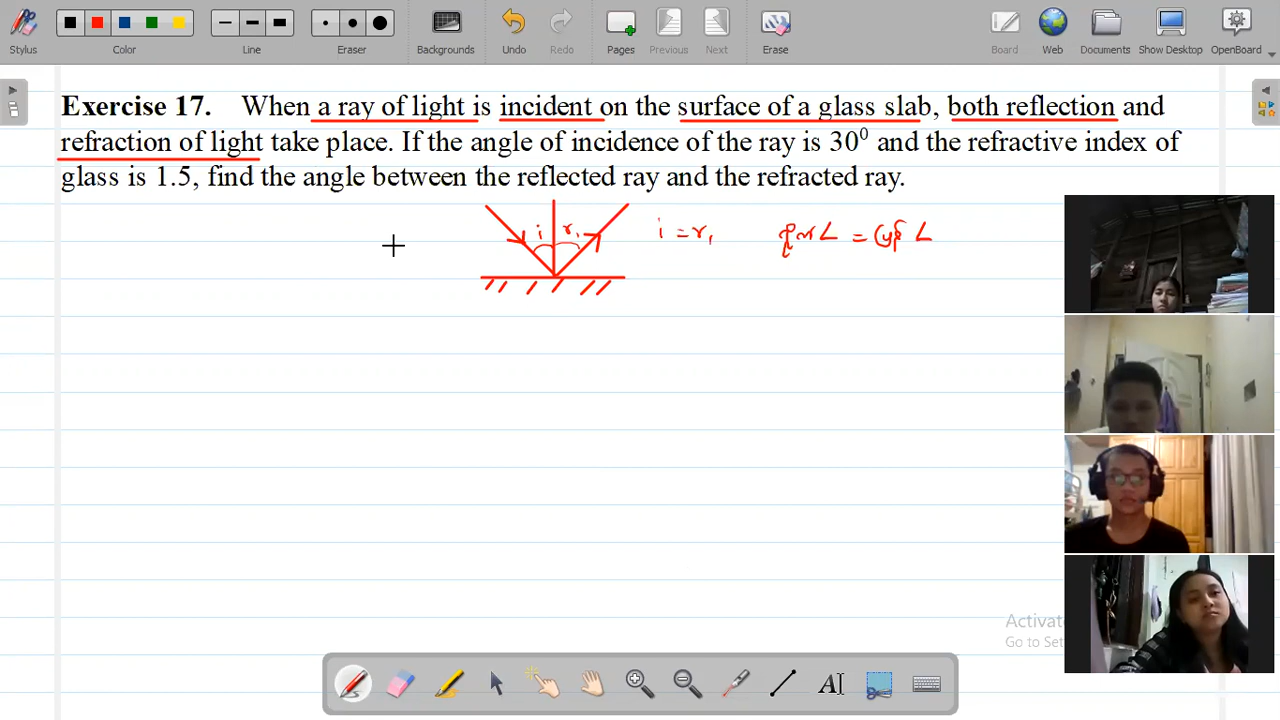 Stylus
Color
Line
Eraser
Backgrounds
Undo
Redo
Pages
Previous
Next
Erase
Board
Web
Documents
Show Desktop
OpenBoard
Exercise 17. When a ray of light is incident on the surface of a glass slab, both reflection and
refraction of light take place. If the angle of incidence of the ray is 30⁰ and the refractive index of
glass is 1.5, find the angle between the reflected ray and the refracted ray.
i r₁
i = r₁
Activate
Go to Set